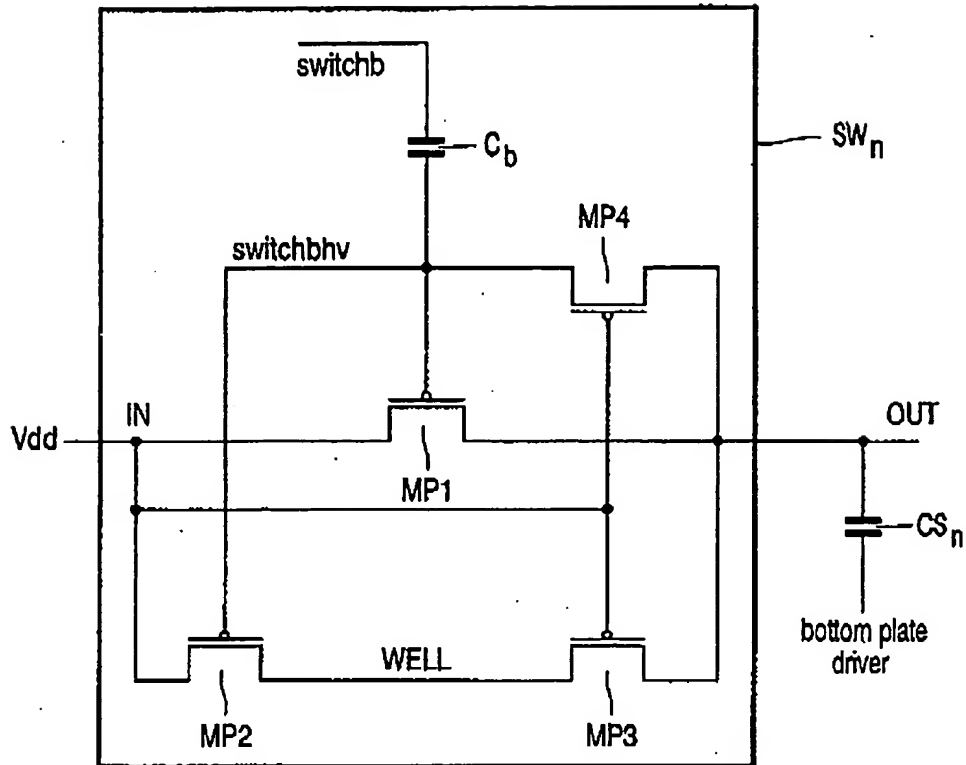 switchb
C_b
SW_n
MP4
switchbhv
IN
OUT
Vdd
MP1
CS_n
WELL
bottom plate
driver
MP2
MP3